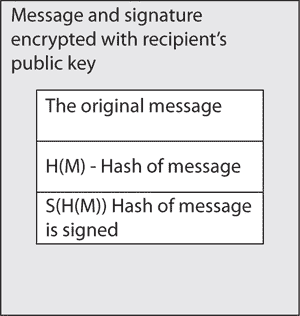 Message and signature
encrypted with recipient's
public key
The original message
H(M) - Hash of message
S(H(M)) Hash of message
is signed